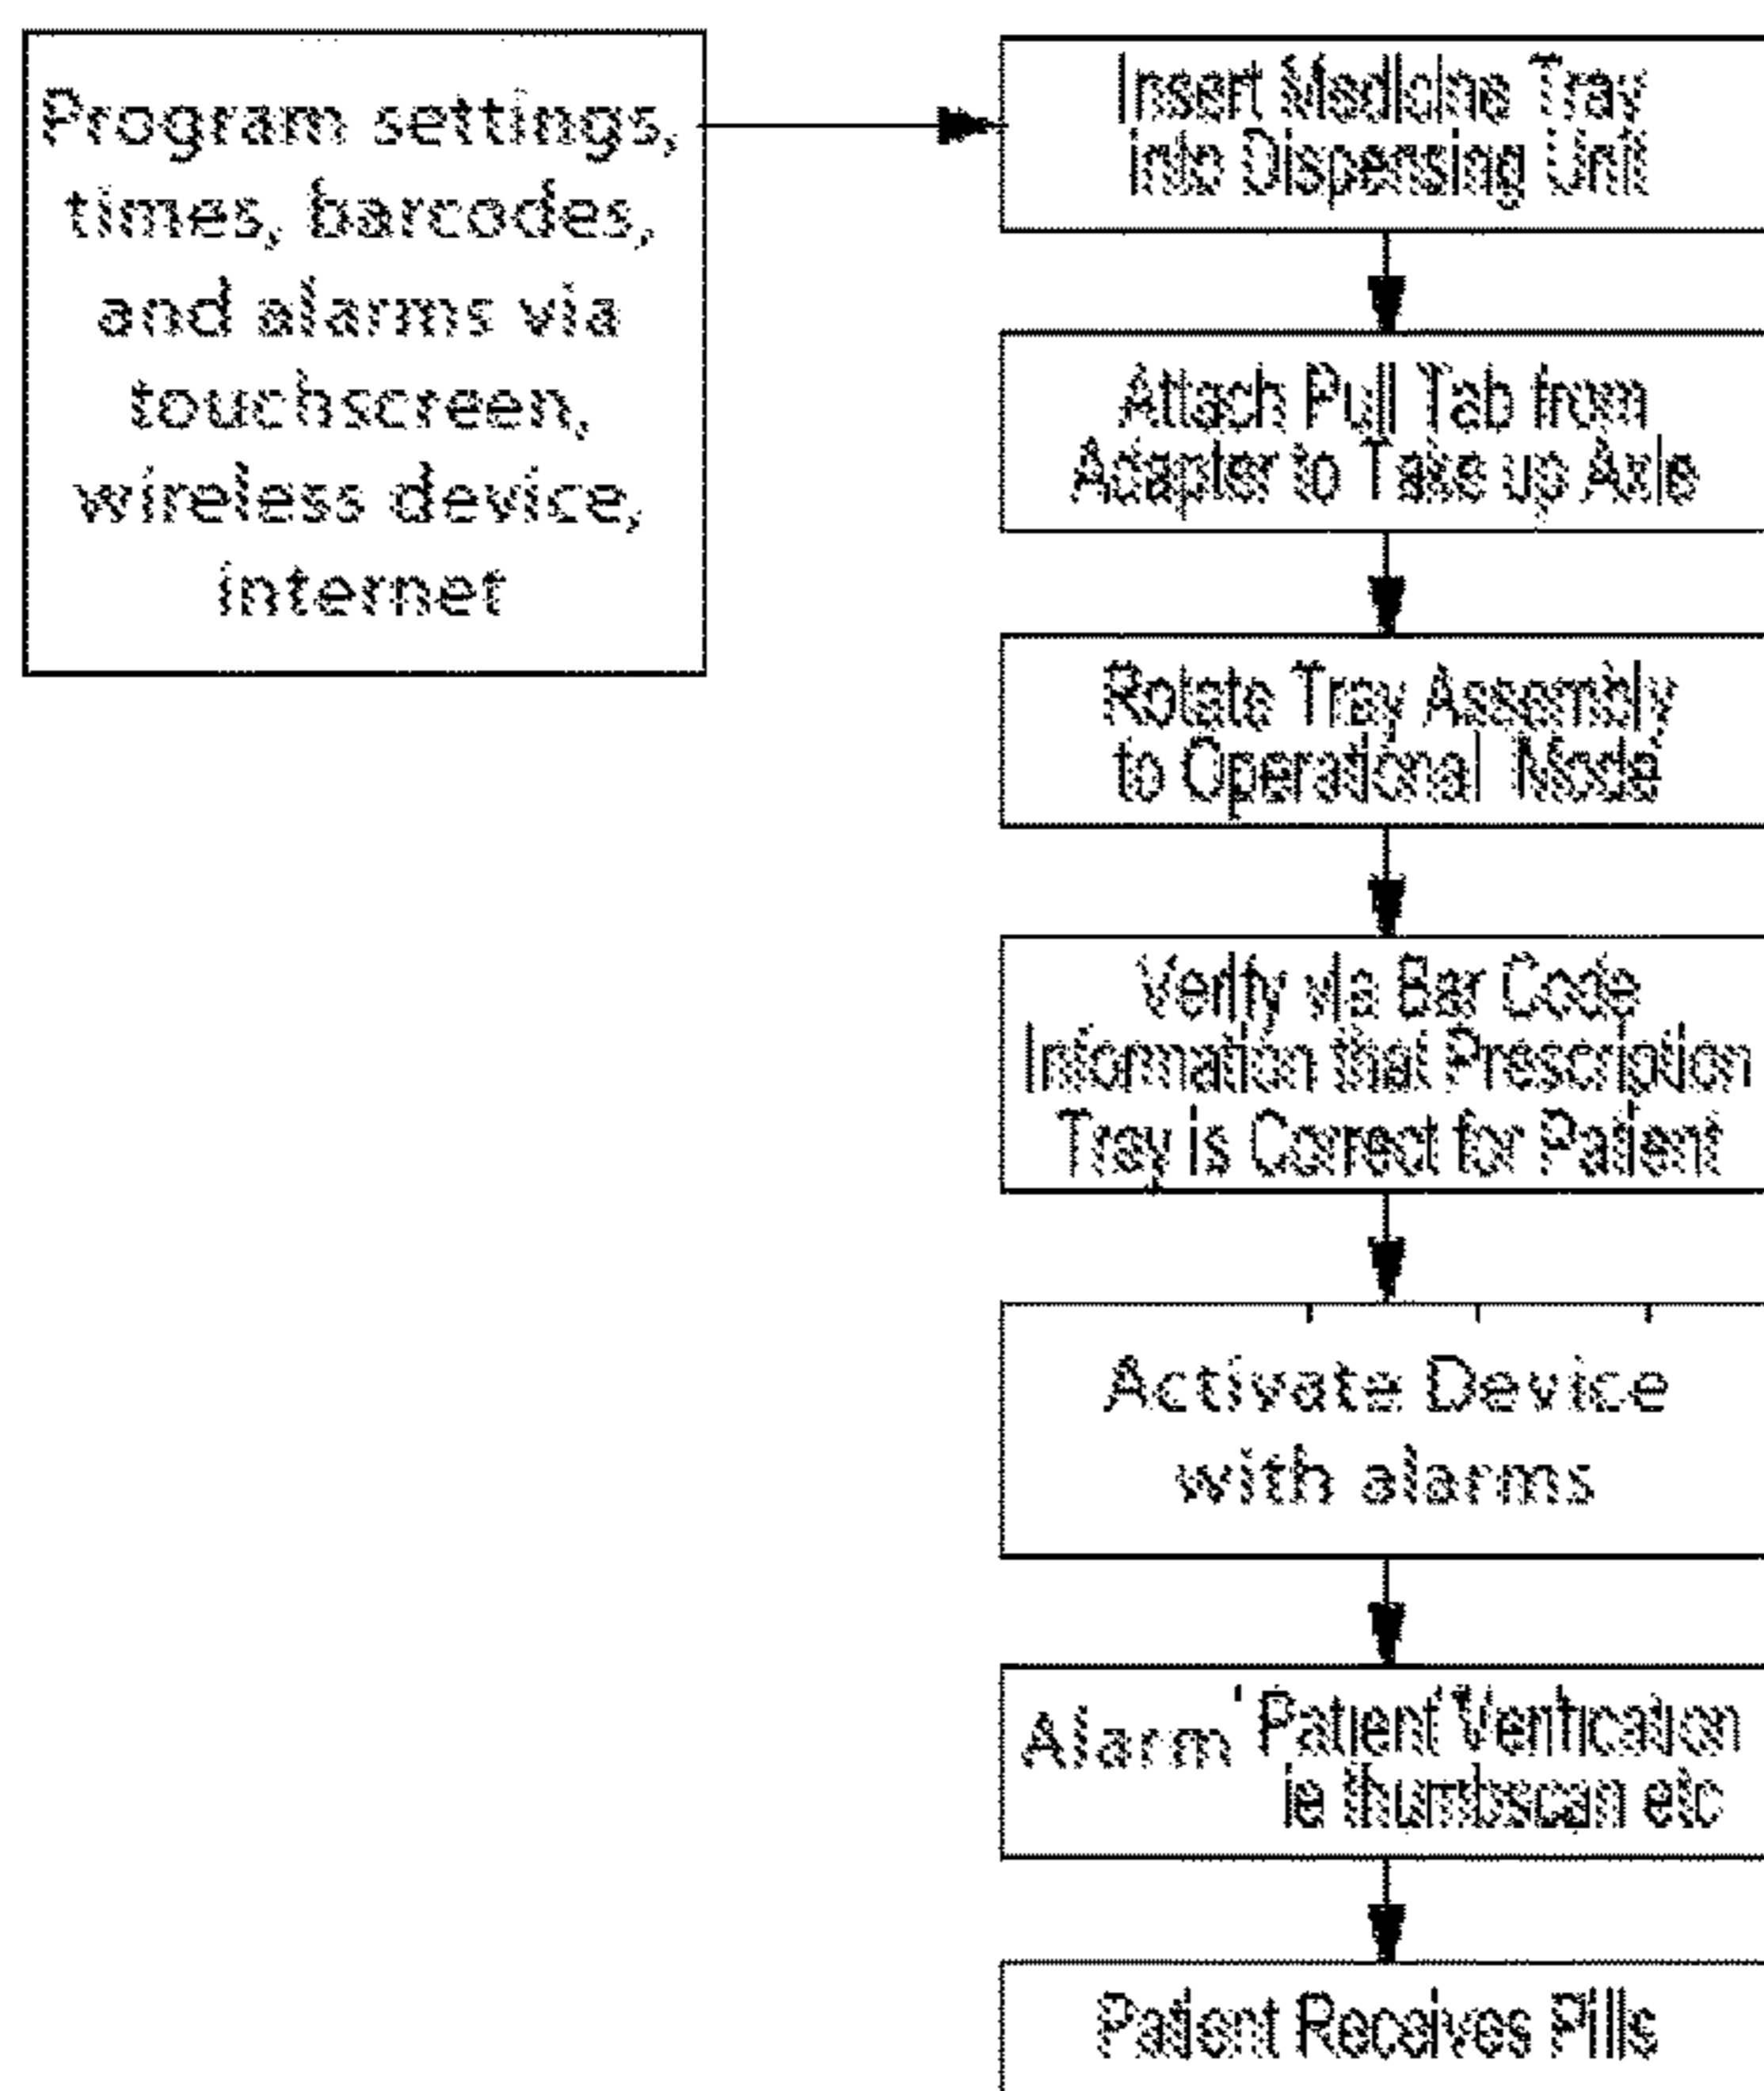 Program settings,
times, barcodes,
and alarms via
touchscreen,
wireless device,
internet
Insert Medicine Tray
into Dispensing Unit
Attach Pull Tab from
Adapter to Take up Axle
Rotate Tray Assembly
to Operational Mode
Verify via Bar Code
Information that Prescription
Tray is Correct for Patient
Activate Device
with alarms
Alarm Patient Verification
ie thumbscan etc
Patient Receives Pills